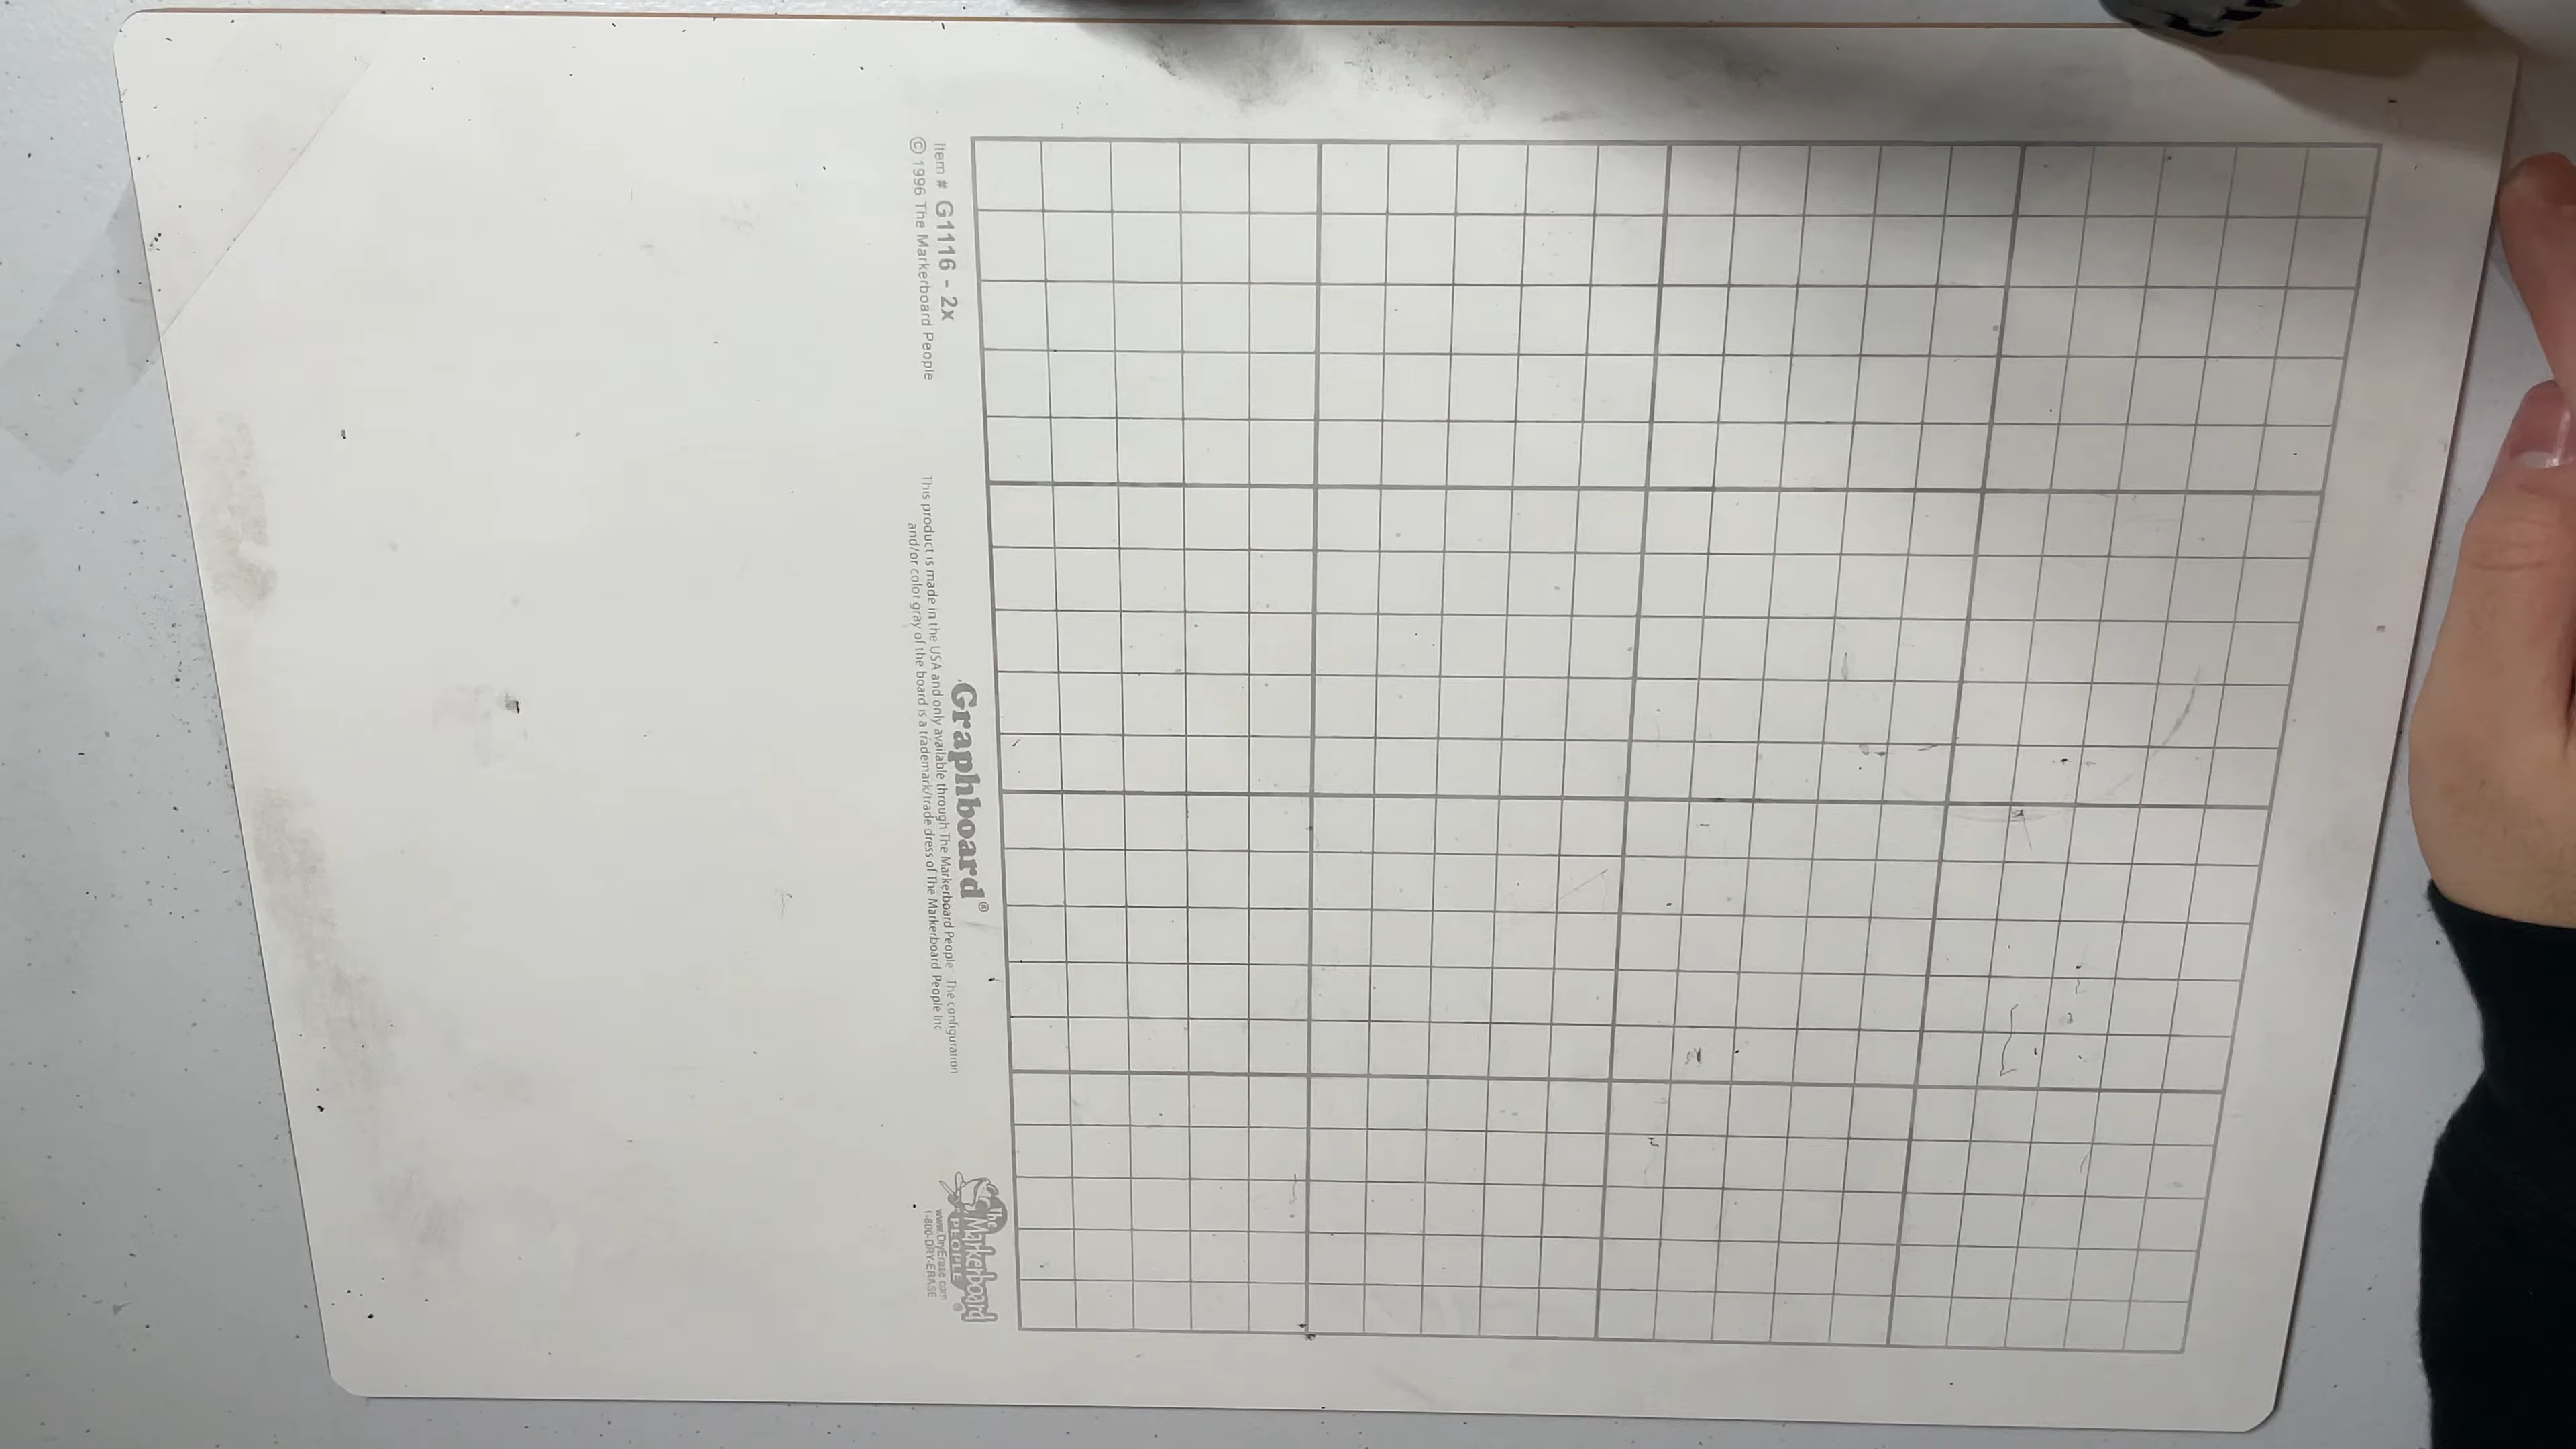 Item # G1116 - 2x
© 1996 The Markerboard People
Graphboard®
This product is made in the USA and only available through The Markerboard People The configuration
and/or color gray of the board is a trademark/trade dress of The Markerboard People Inc
The
Markerboard
PEOPLE®
www.DryErase.com
1-800-DRY-ERASE